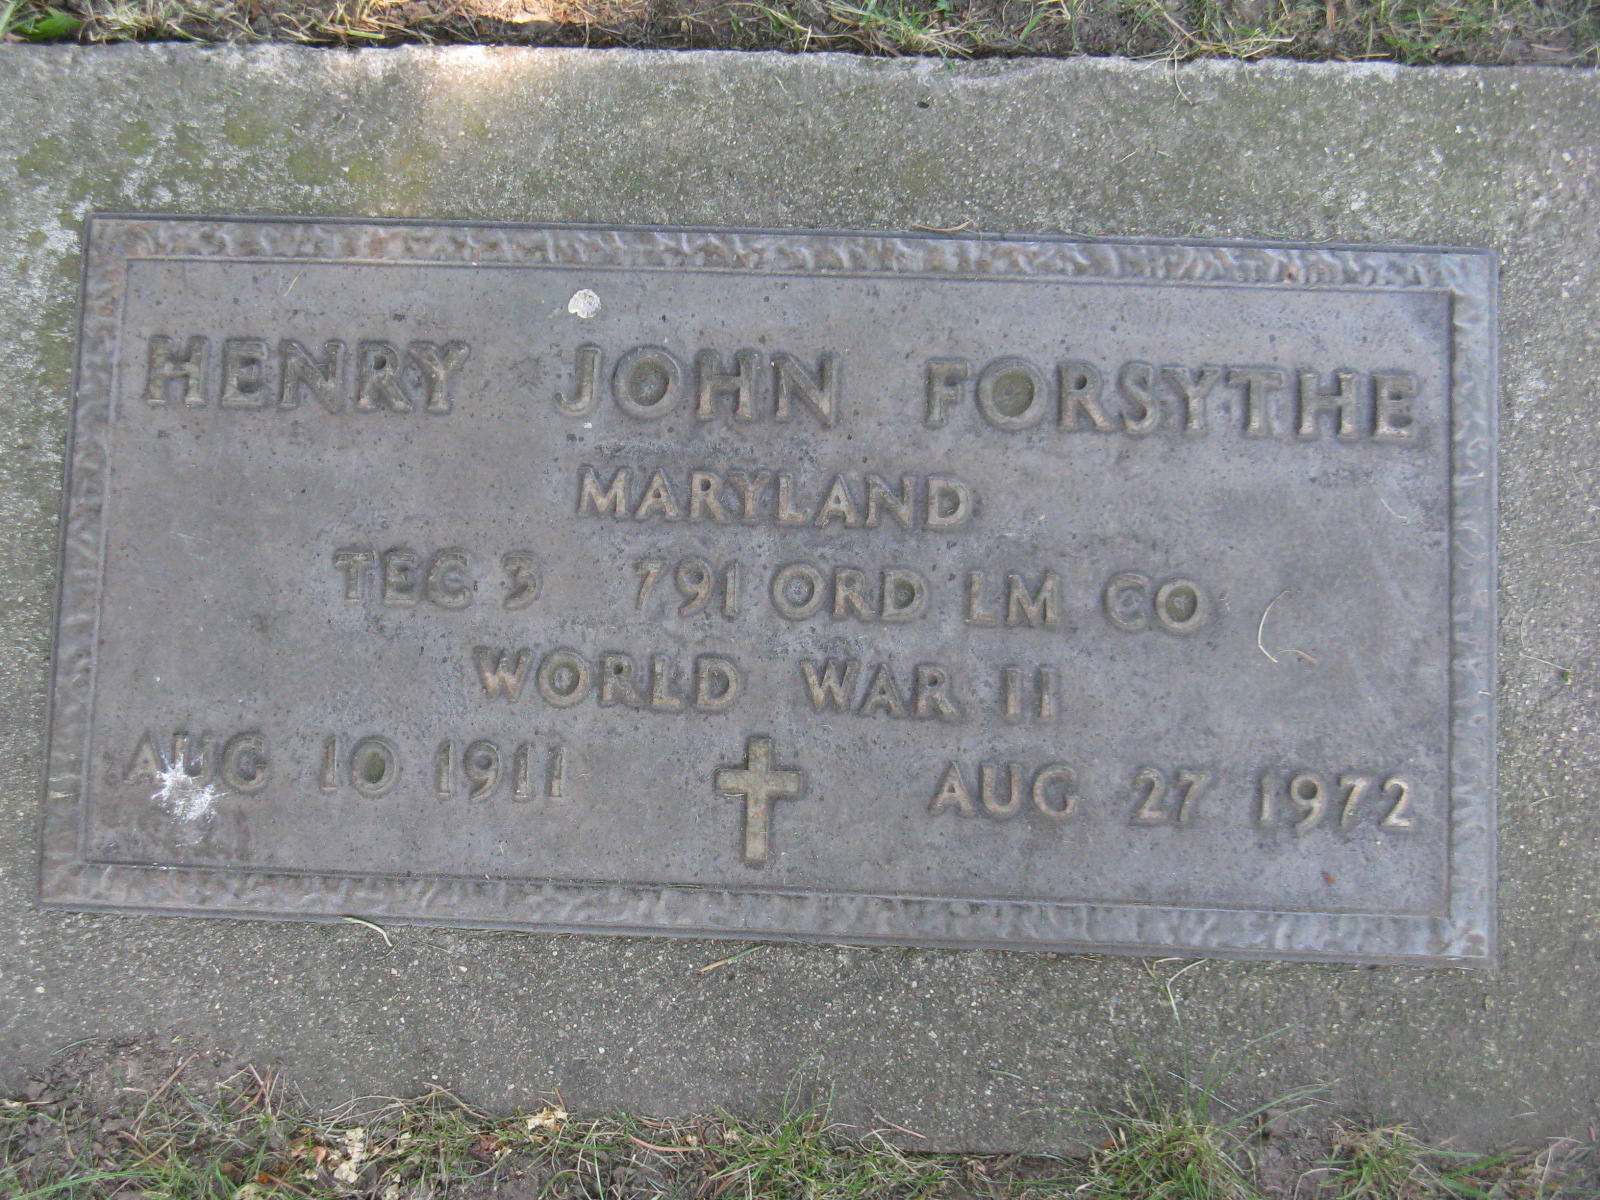 HENRY JOHN FORSYTHE
MARYLAND
TEC 3 791 ORD LM CO
WORLD WAR II
AUG 10 1911 AUG 27 1972